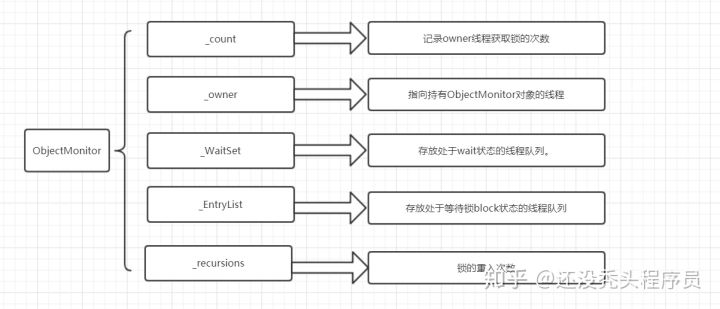 _count
记录owner线程获取锁的次数
_owner
指向持有ObjectMonitor对象的线程
ObjectMonitor
_WaitSet
存放处于wait状态的线程队列。
_EntryList
存放处于等待锁block状态的线程队列
_recursions
锁的重入次数
知乎 @还没秃头程序员